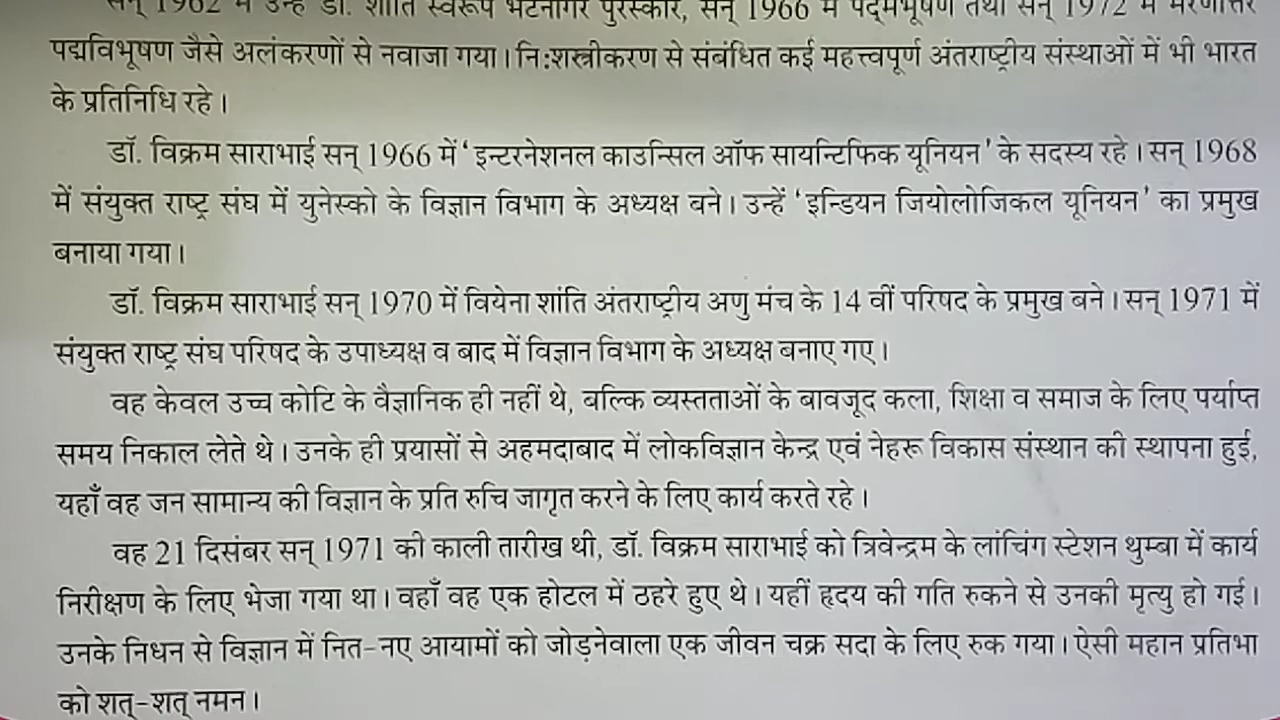 सन् 1962 में उन्हें डॉ. शांति स्वरूप भटनागर पुरस्कार, सन् 1966 में पद्मभूषण तथा सन् 1972 में मरणोत्तर
पद्मविभूषण जैसे अलंकरणों से नवाजा गया। नि:शस्त्रीकरण से संबंधित कई महत्त्वपूर्ण अंतराष्ट्रीय संस्थाओं में भी भारत
के प्रतिनिधि रहे।
डॉ. विक्रम साराभाई सन् 1966 में ' इन्टरनेशनल काउन्सिल ऑफ सायन्टिफिक यूनियन ' के सदस्य रहे। सन् 1968
में संयुक्त राष्ट्र संघ में युनेस्को के विज्ञान विभाग के अध्यक्ष बने। उन्हें ' इन्डियन जियोलोजिकल यूनियन ' का प्रमुख
बनाया गया।
डॉ. विक्रम साराभाई सन् 1970 में वियेना शांति अंतराष्ट्रीय अणु मंच के 14 वीं परिषद के प्रमुख बने। सन् 1971 में
संयुक्त राष्ट्र संघ परिषद के उपाध्यक्ष व बाद में विज्ञान विभाग के अध्यक्ष बनाए गए।
वह केवल उच्च कोटि के वैज्ञानिक ही नहीं थे, बल्कि व्यस्तताओं के बावजूद कला, शिक्षा व समाज के लिए पर्याप्त
समय निकाल लेते थे। उनके ही प्रयासों से अहमदाबाद में लोकविज्ञान केन्द्र एवं नेहरू विकास संस्थान की स्थापना हुई,
यहाँ वह जन सामान्य की विज्ञान के प्रति रुचि जागृत करने के लिए कार्य करते रहे।
वह 21 दिसंबर सन् 1971 की काली तारीख थी, डॉ. विक्रम साराभाई को त्रिवेन्द्रम के लांचिंग स्टेशन थुम्बा में कार्य
निरीक्षण के लिए भेजा गया था। वहाँ वह एक होटल में ठहरे हुए थे। यहीं हृदय की गति रुकने से उनकी मृत्यु हो गई।
उनके निधन से विज्ञान में नित-नए आयामों को जोड़नेवाला एक जीवन चक्र सदा के लिए रुक गया। ऐसी महान प्रतिभा
को शत्-शत् नमन।